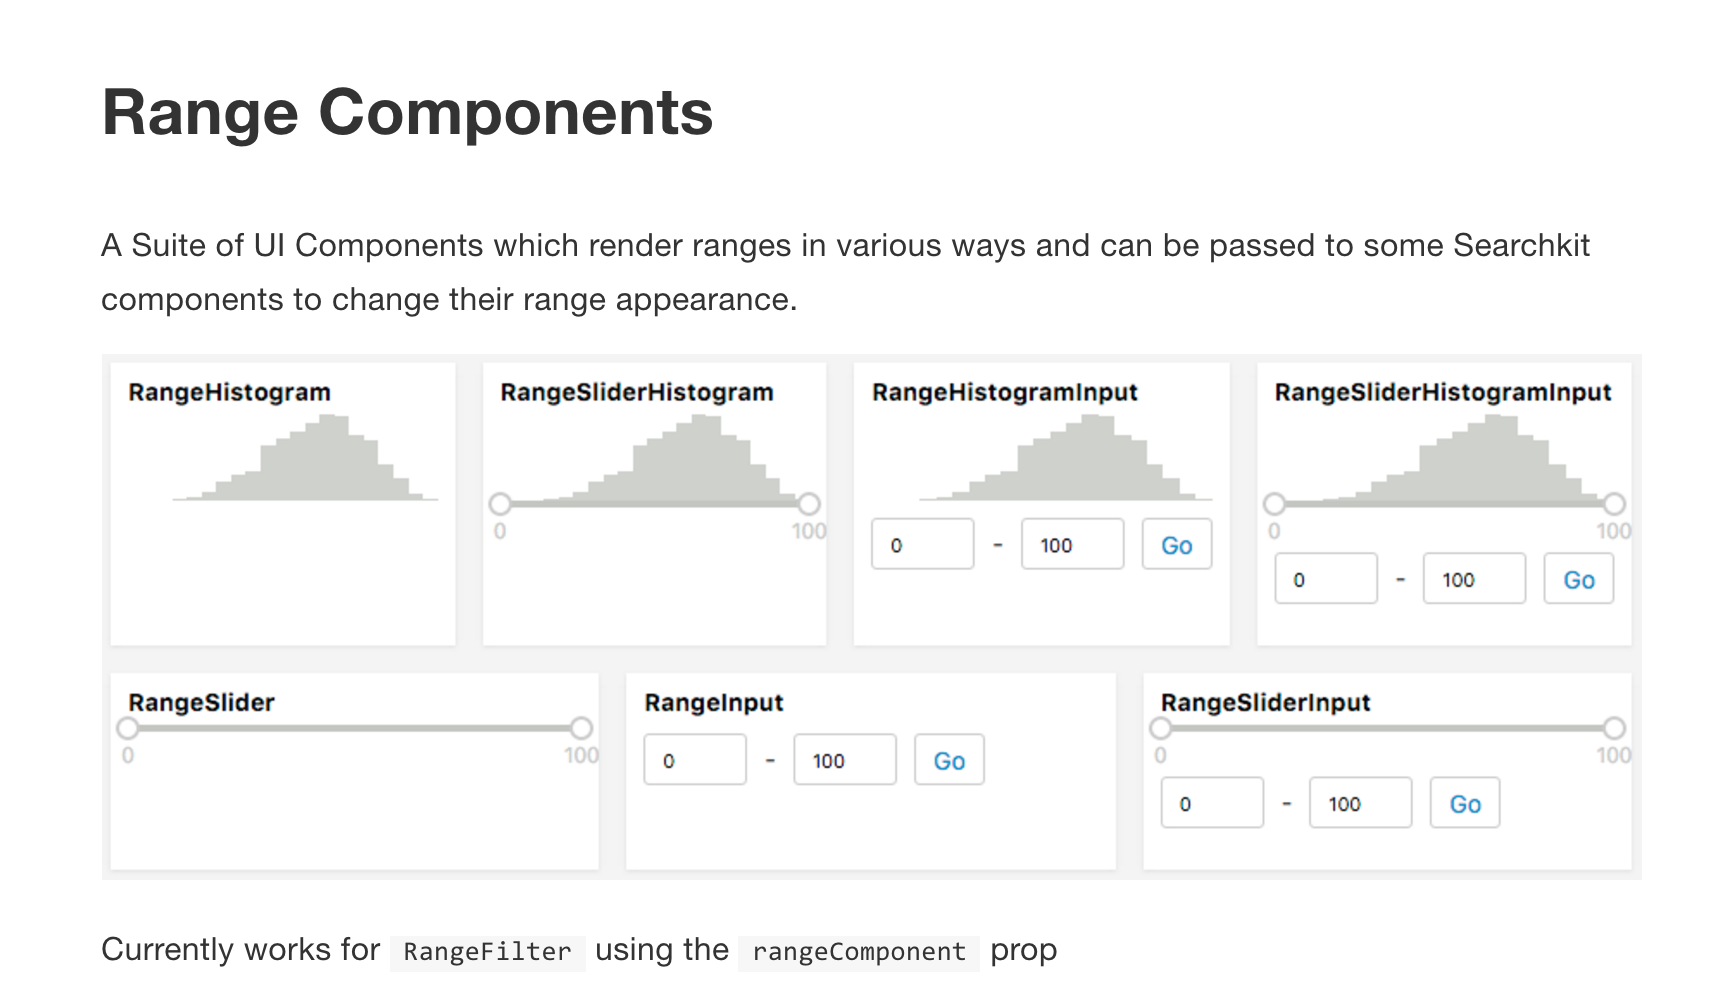 Range Components
A Suite of UI Components which render ranges in various ways and can be passed to some Searchkit
components to change their range appearance.
RangeHistogram
RangeSliderHistogram
0 100
RangeHistogramInput
0 - 100 Go
RangeSliderHistogramInput
0 100
0 - 100 Go
RangeSlider
0 100
RangeInput
0 - 100 Go
RangeSliderInput
0 100
0 - 100 Go
Currently works for RangeFilter using the rangeComponent prop